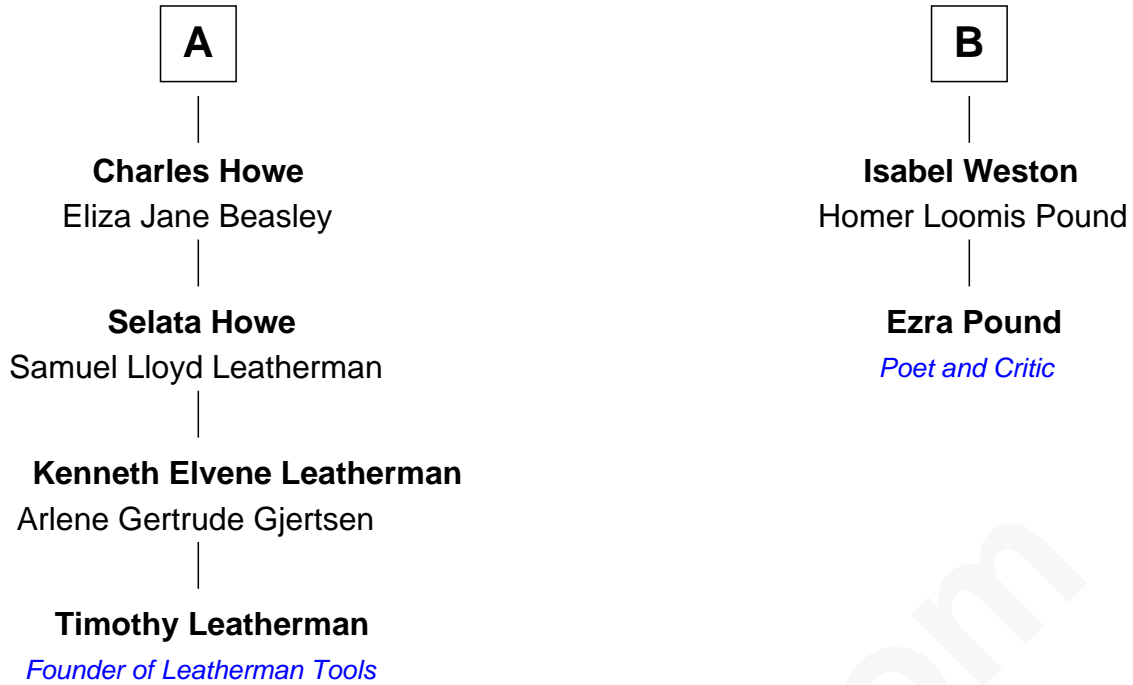 A
Charles Howe
Eliza Jane Beasley
Selata Howe
Samuel Lloyd Leatherman
Kenneth Elvene Leatherman
Arlene Gertrude Gjertsen
Timothy Leatherman
Founder of Leatherman Tools
B
Isabel Weston
Homer Loomis Pound
Ezra Pound
Poet and Critic
om